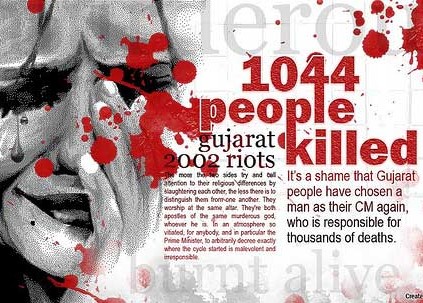 1044
people
killed
gujarat
2002 riots
The more the two sides try and call
attention to their religious differences by
slaughtering each other, the less there is to
distinguish them from one another. They
worship at the same altar. They're both
apostles of the same murderous god,
whoever he is. In an atmosphere so
vitiated, for anybody, and in particular the
Prime Minister, to arbitrarily decree exactly
where the cycle started is malevolent and
irresponsible.
It's a shame that Gujarat
people have chosen a
man as their CM again,
who is responsible for
thousands of deaths.
burnt alive
Create